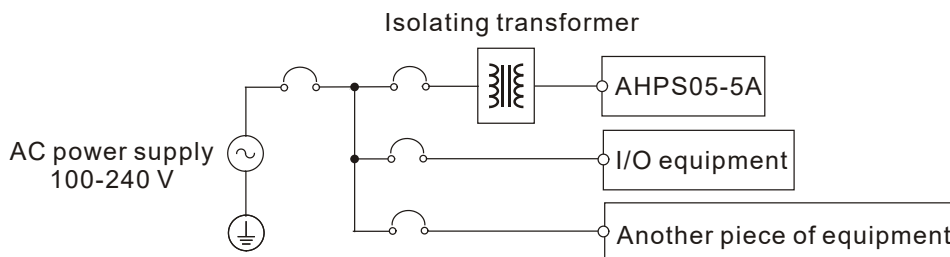 Isolating transformer
AHPS05-5A
AC power supply
100-240 V
I/O equipment
Another piece of equipment